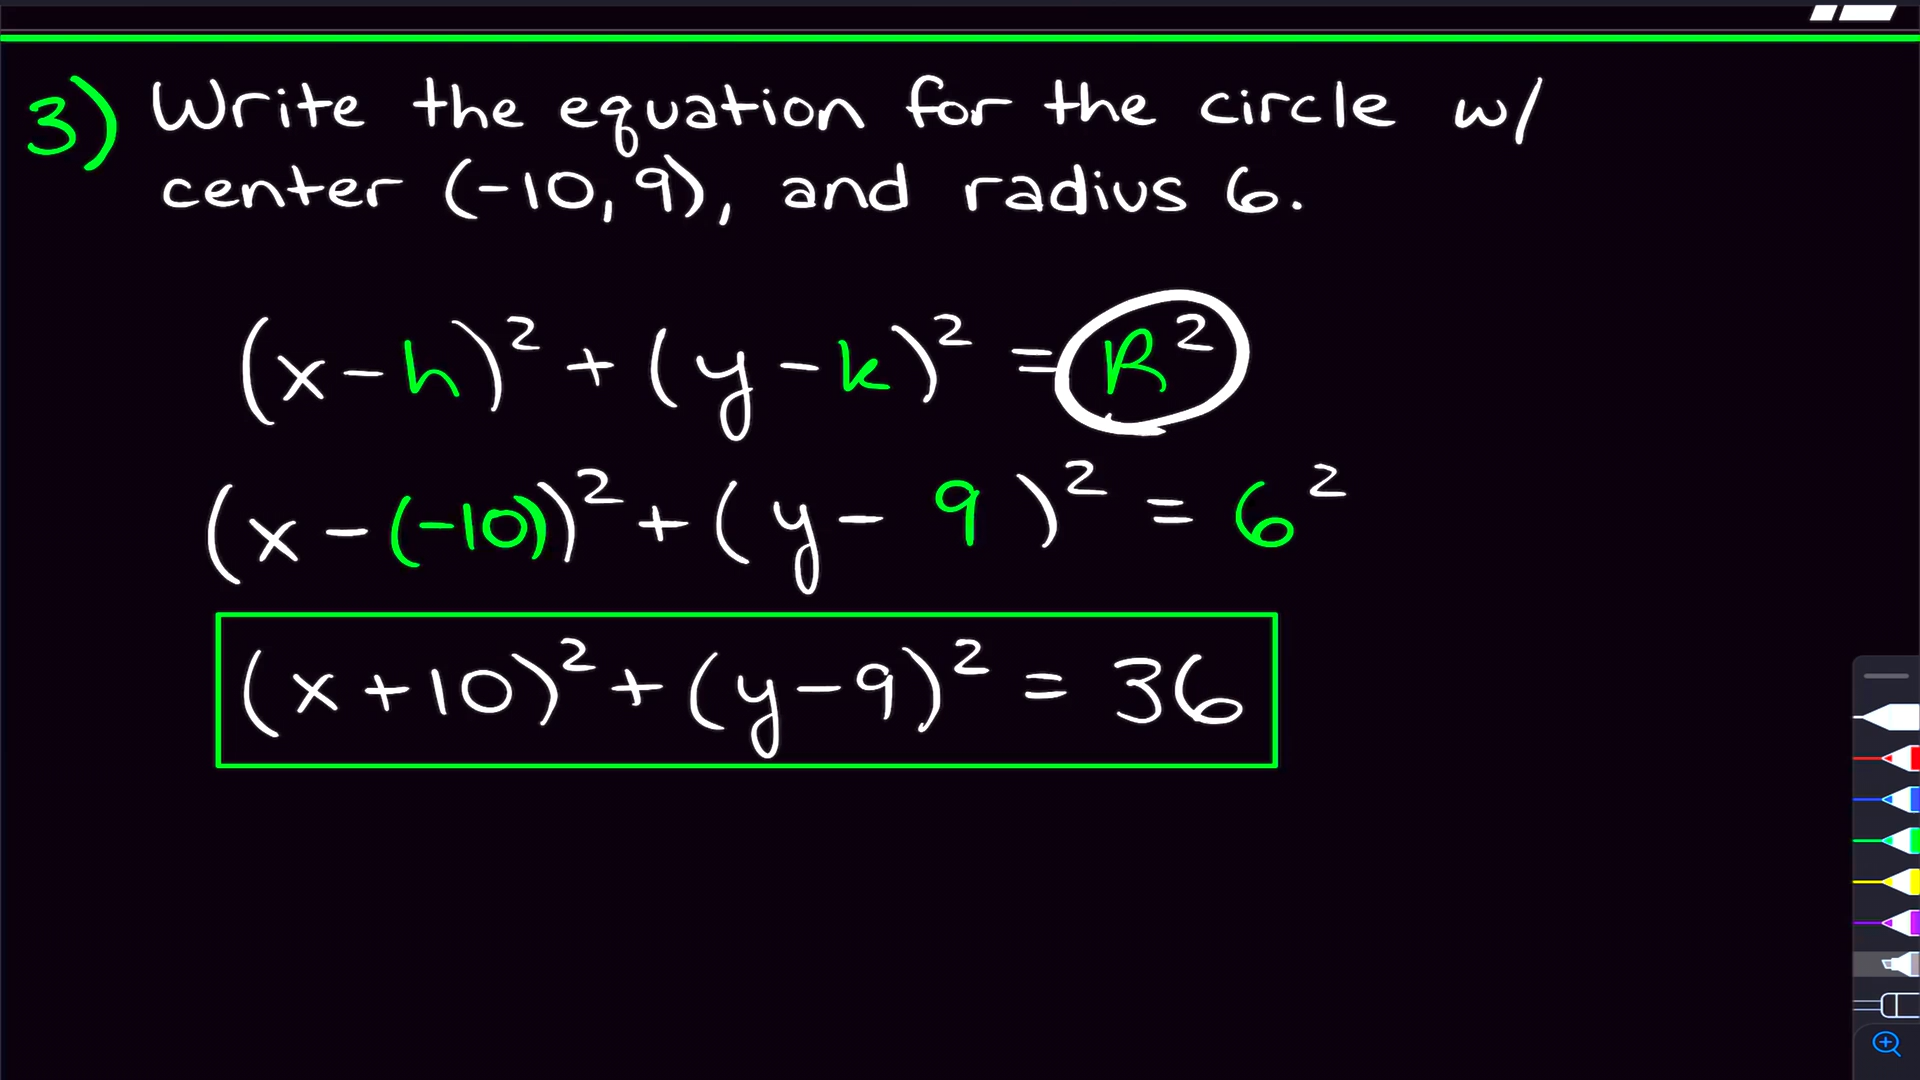 3) Write the equation for the circle w/
center (-10, 9), and radius 6.
(x-h)² + (y-k)² = R²
(x-(-10))² + (y- 9 )² = 6²
(x+10)² + (y-9)² = 36